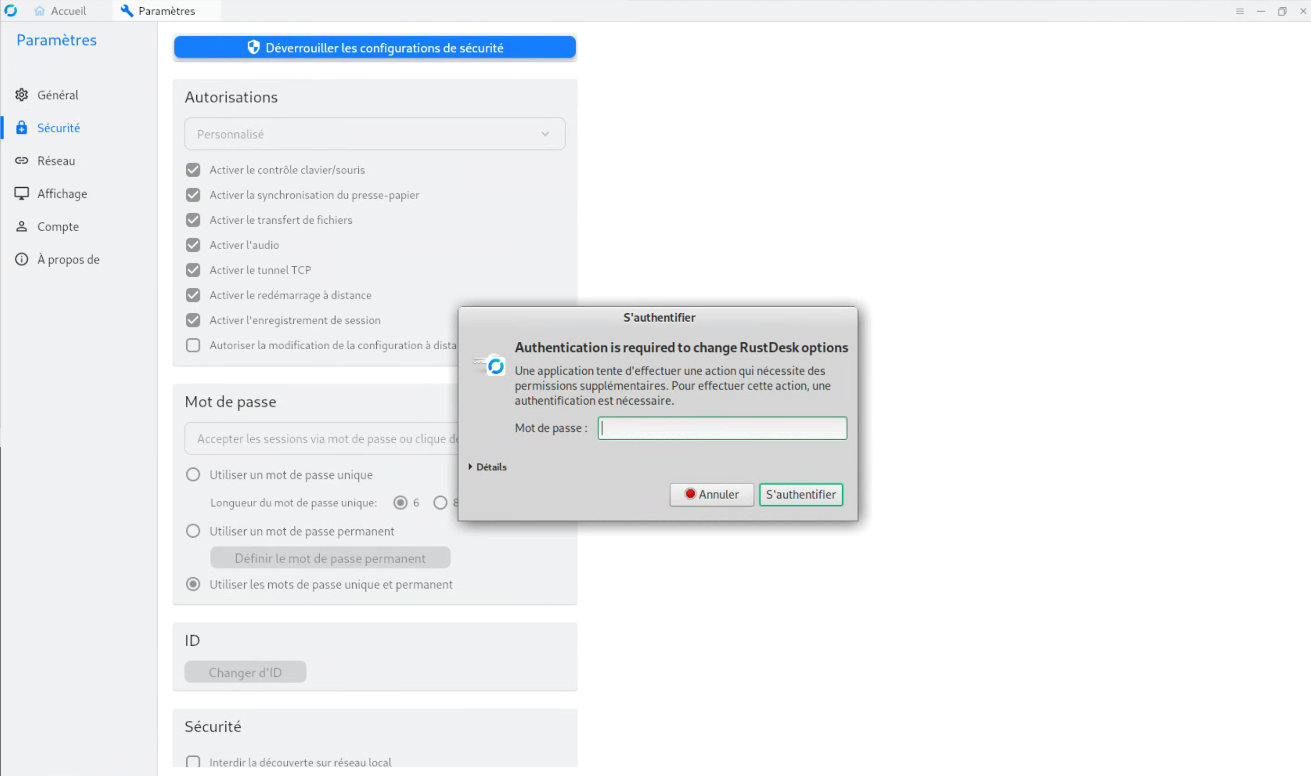 Accueil
Paramètres
Paramètres
Général
Sécurité
Réseau
Affichage
Compte
À propos de
Déverrouiller les configurations de sécurité
Autorisations
Personnalisé
Activer le contrôle clavier/souris
Activer la synchronisation du presse-papier
Activer le transfert de fichiers
Activer l'audio
Activer le tunnel TCP
Activer le redémarrage à distance
Activer l'enregistrement de session
Autoriser la modification de la configuration à dista
Mot de passe
Accepter les sessions via mot de passe ou clique de
Utiliser un mot de passe unique
Longueur du mot de passe unique: 6 8
Utiliser un mot de passe permanent
Définir le mot de passe permanent
Utiliser les mots de passe unique et permanent
ID
Changer d'ID
Sécurité
Interdir la découverte sur réseau local
S'authentifier
Authentication is required to change RustDesk options
Une application tente d'effectuer une action qui nécessite des
permissions supplémentaires. Pour effectuer cette action, une
authentification est nécessaire.
Mot de passe :
Détails
Annuler
S'authentifier